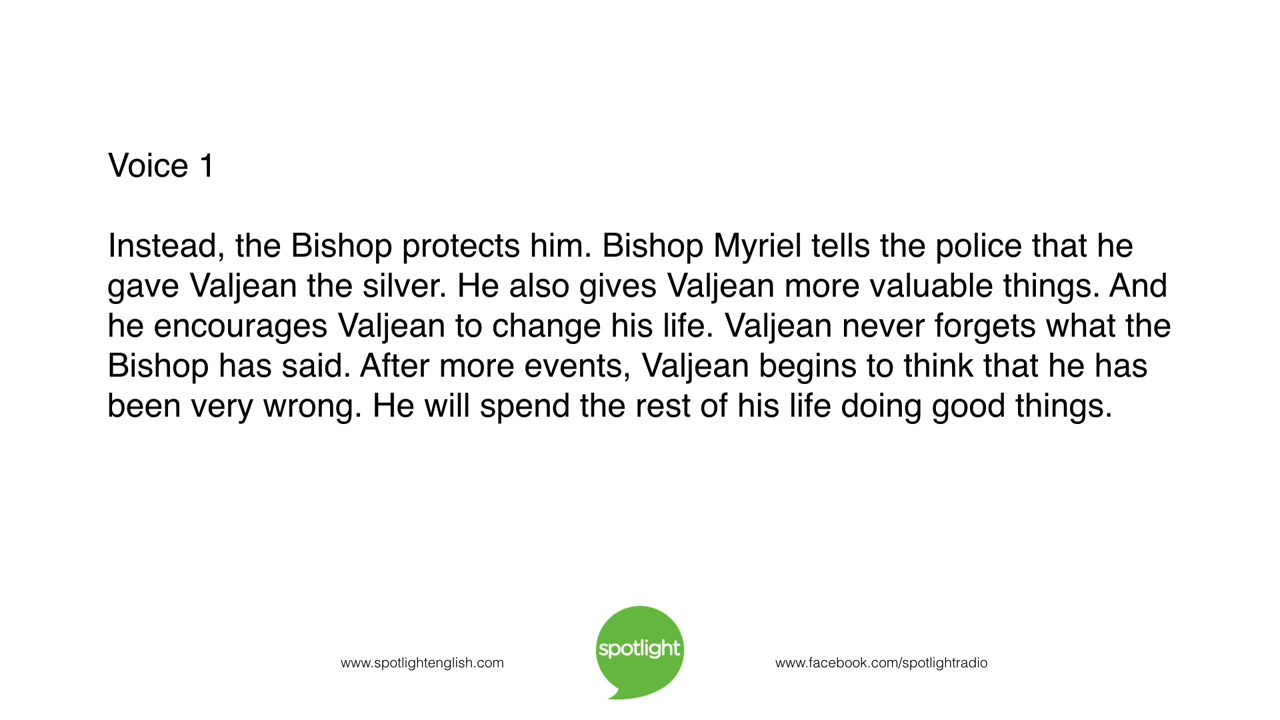 Voice 1
Instead, the Bishop protects him. Bishop Myriel tells the police that he
gave Valjean the silver. He also gives Valjean more valuable things. And
he encourages Valjean to change his life. Valjean never forgets what the
Bishop has said. After more events, Valjean begins to think that he has
been very wrong. He will spend the rest of his life doing good things.
spotlight
www.spotlightenglish.com
www.facebook.com/spotlightradio